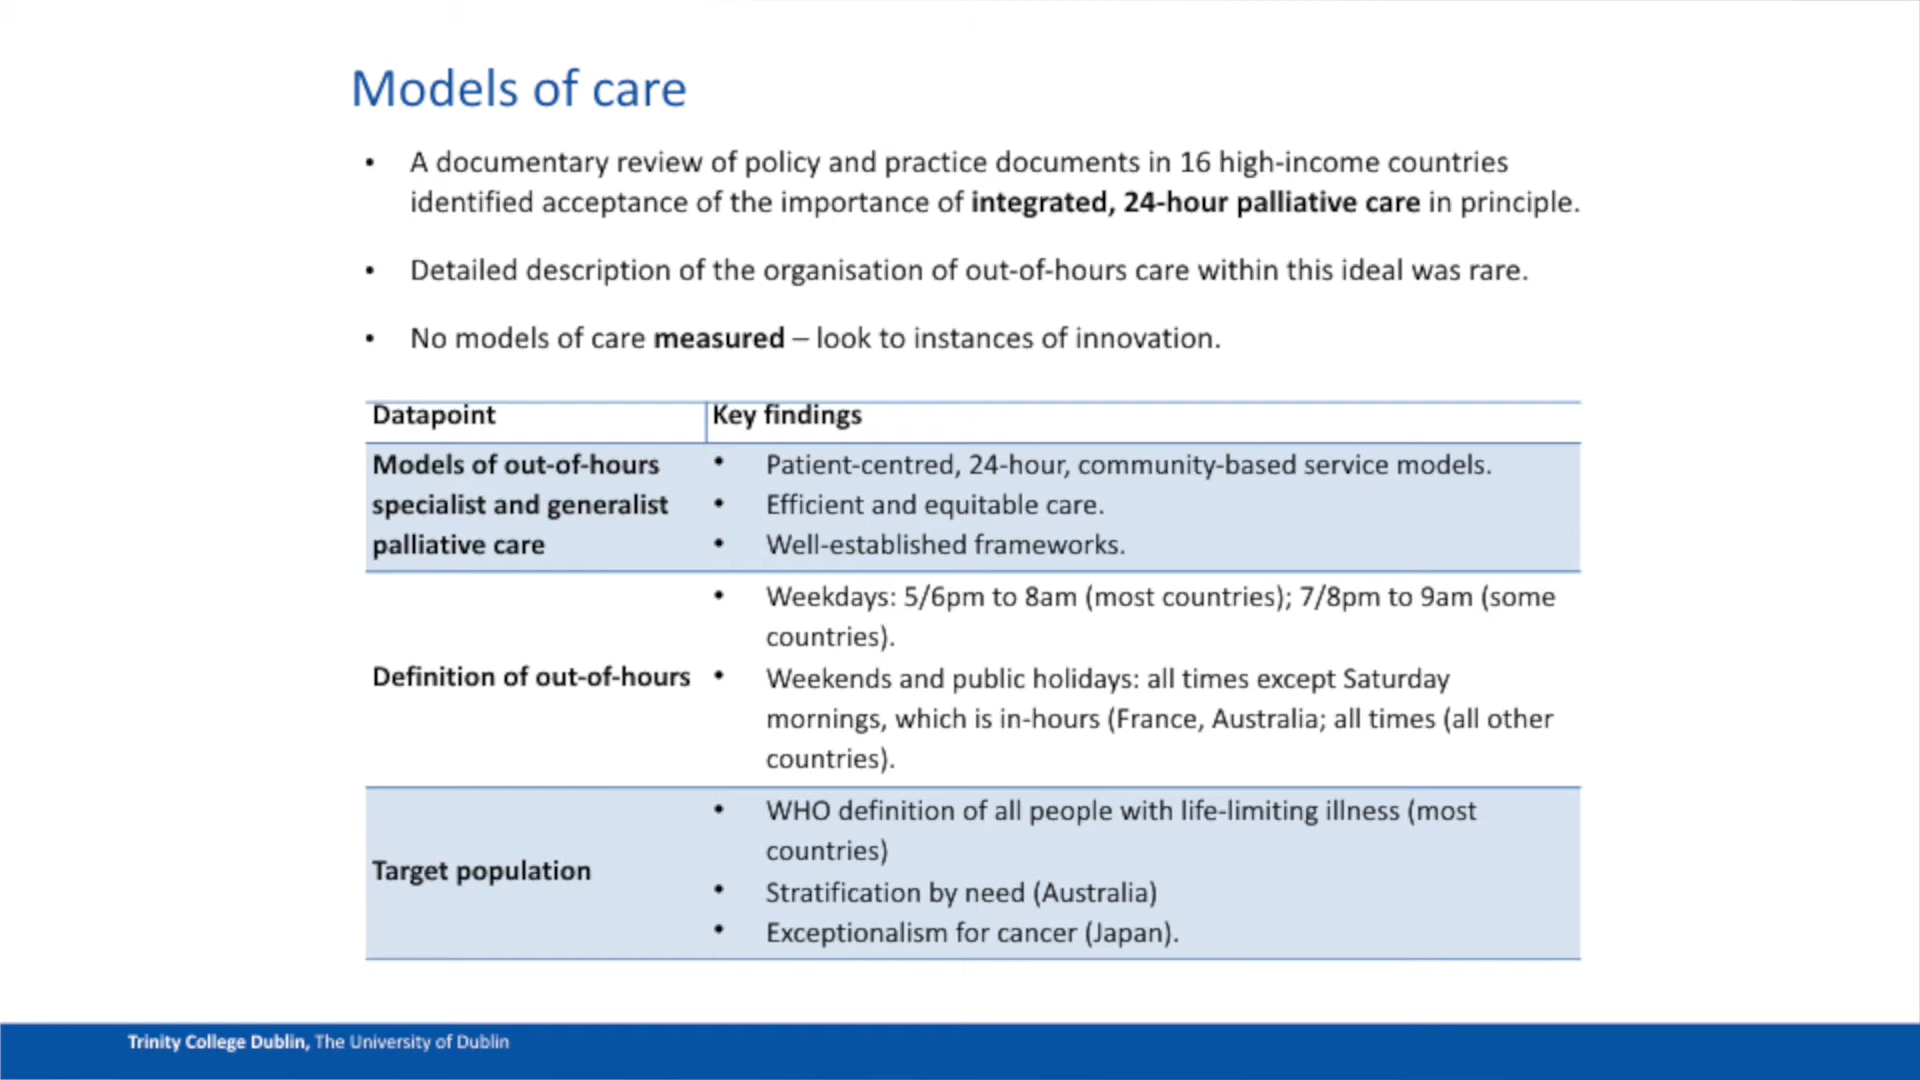 Models of care
• A documentary review of policy and practice documents in 16 high-income countries
identified acceptance of the importance of integrated, 24-hour palliative care in principle.
• Detailed description of the organisation of out-of-hours care within this ideal was rare.
• No models of care measured – look to instances of innovation.
Datapoint
Key findings
Models of out-of-hours
specialist and generalist
palliative care
• Patient-centred, 24-hour, community-based service models.
• Efficient and equitable care.
• Well-established frameworks.
Definition of out-of-hours
• Weekdays: 5/6pm to 8am (most countries); 7/8pm to 9am (some
countries).
• Weekends and public holidays: all times except Saturday
mornings, which is in-hours (France, Australia; all times (all other
countries).
Target population
• WHO definition of all people with life-limiting illness (most
countries)
• Stratification by need (Australia)
• Exceptionalism for cancer (Japan).
Trinity College Dublin, The University of Dublin